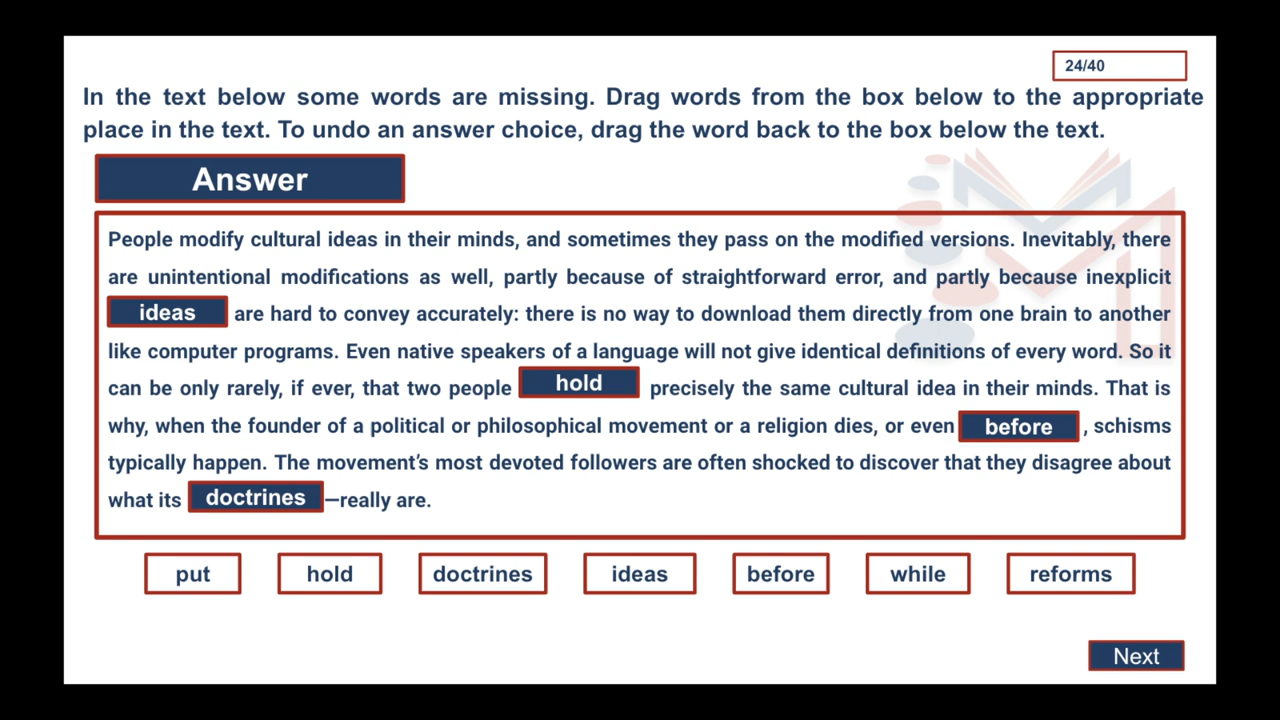 24/40
In the text below some words are missing. Drag words from the box below to the appropriate
place in the text. To undo an answer choice, drag the word back to the box below the text.
Answer
People modify cultural ideas in their minds, and sometimes they pass on the modified versions. Inevitably, there
are unintentional modifications as well, partly because of straightforward error, and partly because inexplicit
ideas are hard to convey accurately: there is no way to download them directly from one brain to another
like computer programs. Even native speakers of a language will not give identical definitions of every word. So it
can be only rarely, if ever, that two people hold precisely the same cultural idea in their minds. That is
why, when the founder of a political or philosophical movement or a religion dies, or even before , schisms
typically happen. The movement’s most devoted followers are often shocked to discover that they disagree about
what its doctrines —really are.
put hold doctrines ideas before while reforms
Next